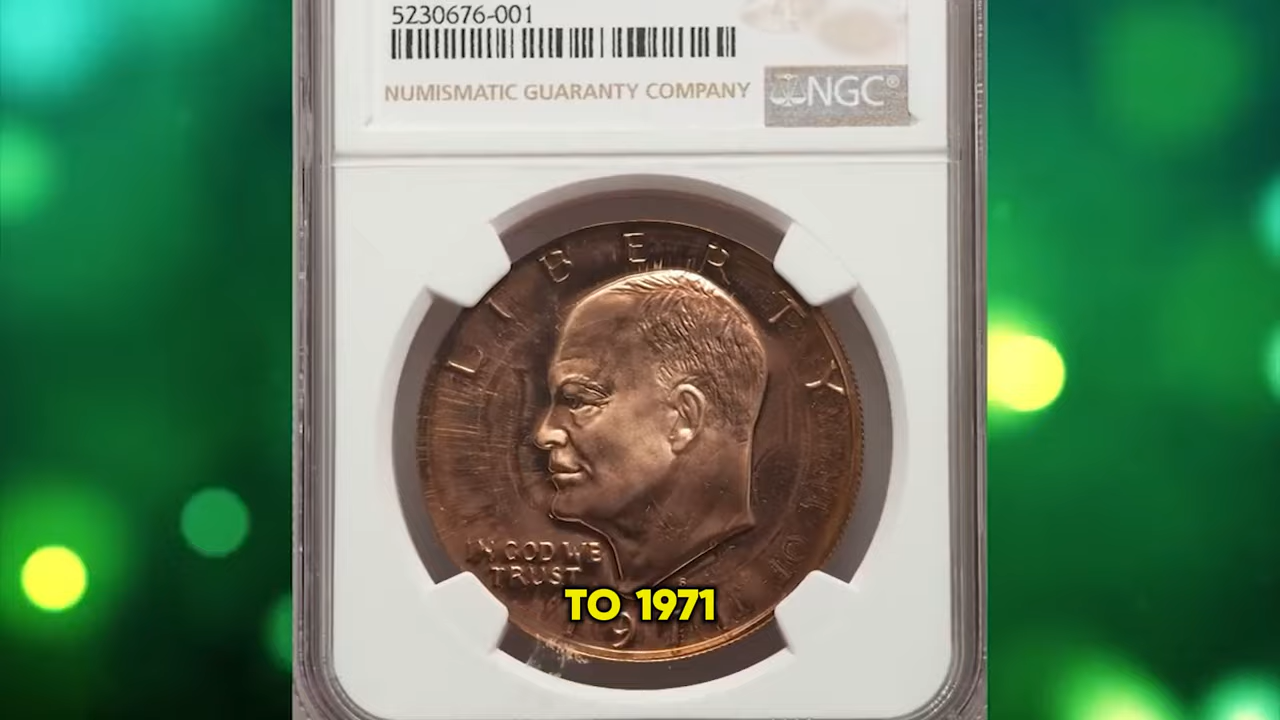 5230676-001
NUMISMATIC GUARANTY COMPANY
NGC®
LIBERTY
IN GOD WE
TRUST
S
TO 1971